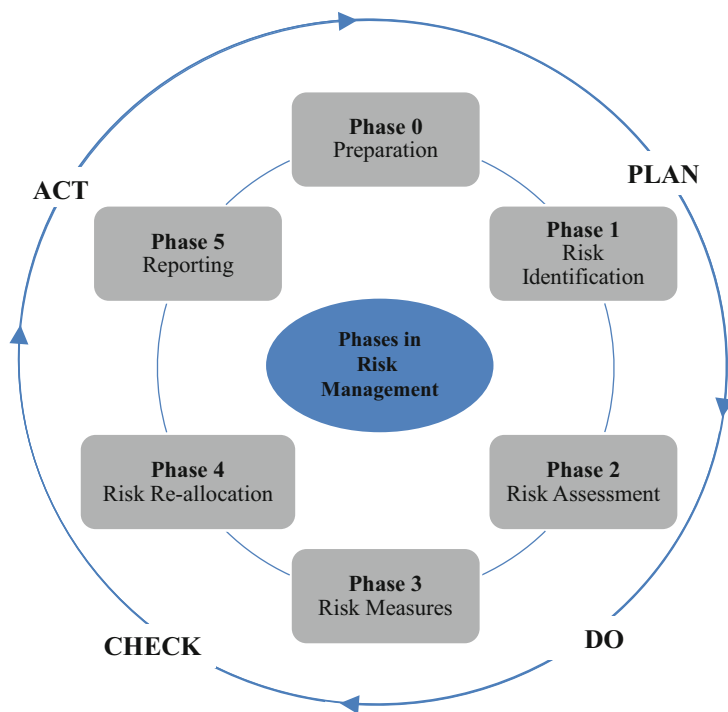 Phase 0
Preparation
ACT
PLAN
Phase 5
Reporting
Phase 1
Risk
Identification
Phases in
Risk
Management
Phase 4
Risk Re-allocation
Phase 2
Risk Assessment
Phase 3
Risk Measures
CHECK
DO